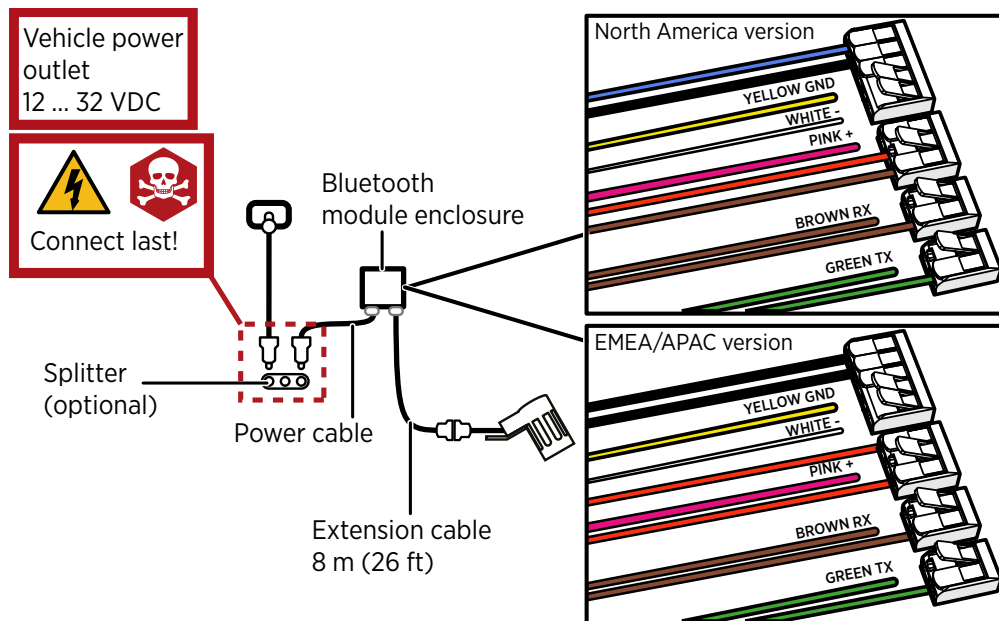 Vehicle power
outlet
12 ... 32 VDC
Connect last!
Bluetooth
module enclosure
Splitter
(optional)
Power cable
Extension cable
8 m (26 ft)
North America version
YELLOW GND
WHITE -
PINK +
BROWN RX
GREEN TX
EMEA/APAC version
YELLOW GND
WHITE -
PINK +
BROWN RX
GREEN TX